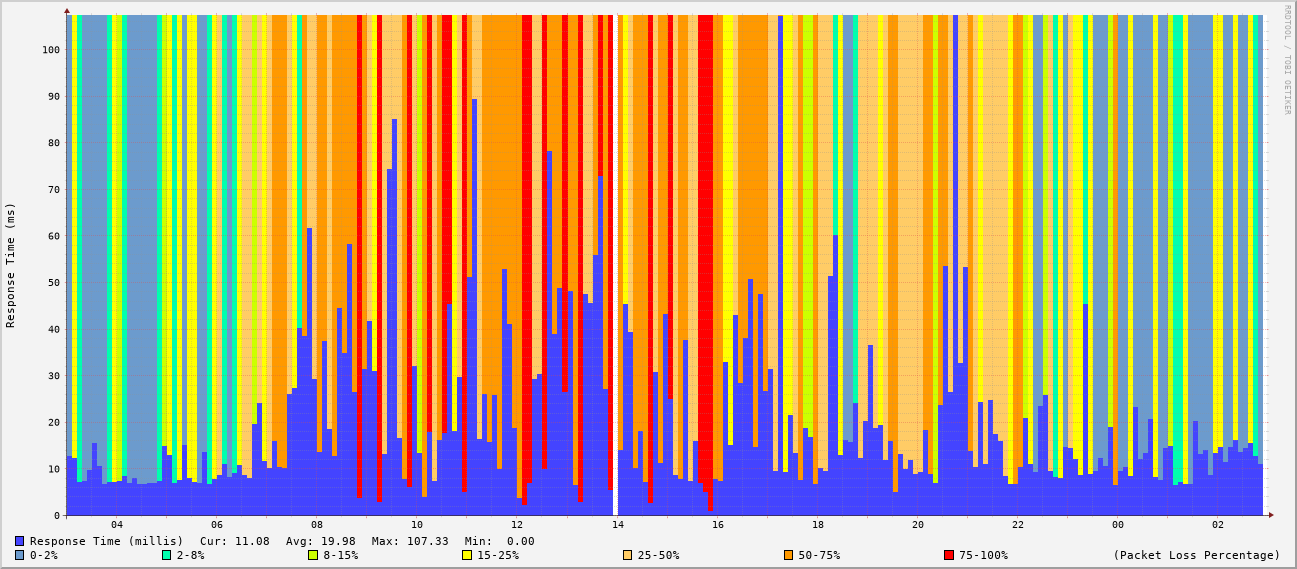 RRDTOOL / TOBI OETIKER
Response Time (ms)
100
90
80
70
60
50
40
30
20
10
0
04 06 08 10 12 14 16 18 20 22 00 02
Response Time (millis) Cur: 11.08 Avg: 19.98 Max: 107.33 Min: 0.00
0-2% 2-8% 8-15% 15-25% 25-50% 50-75% 75-100% (Packet Loss Percentage)